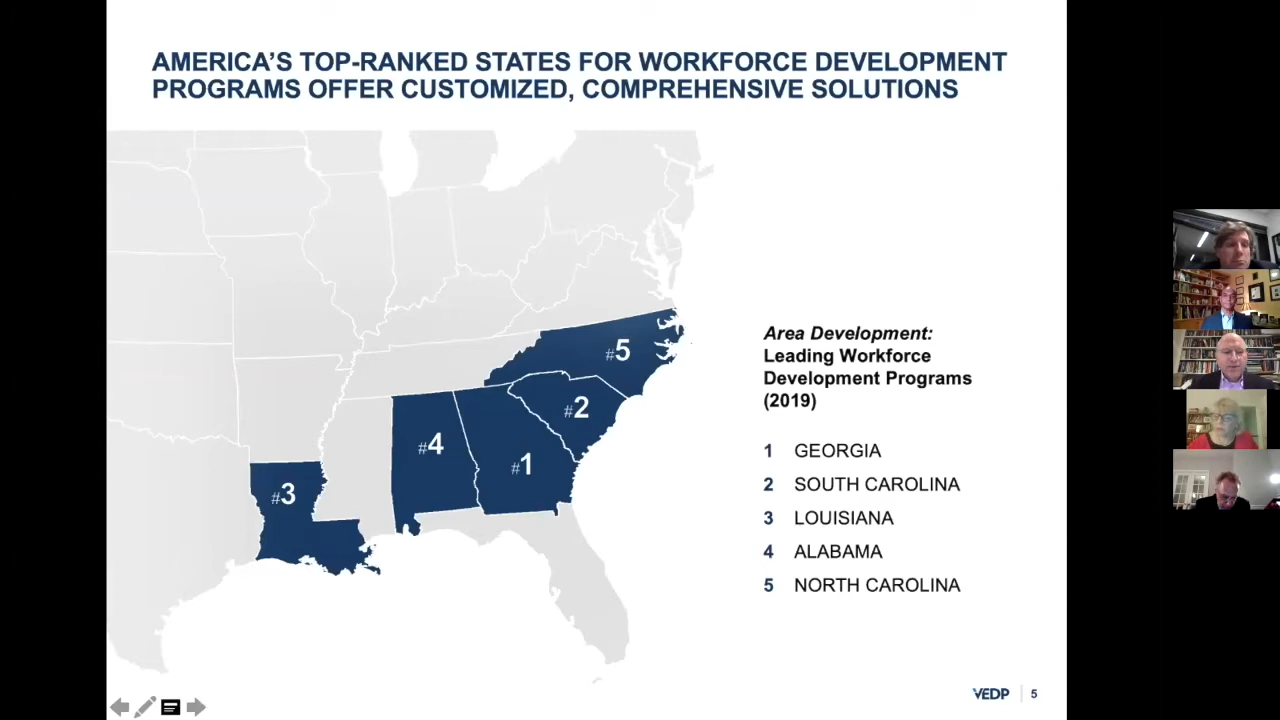 AMERICA'S TOP-RANKED STATES FOR WORKFORCE DEVELOPMENT
PROGRAMS OFFER CUSTOMIZED, COMPREHENSIVE SOLUTIONS
#5
#2
#4
#1
#3
Area Development:
Leading Workforce
Development Programs
(2019)
1 GEORGIA
2 SOUTH CAROLINA
3 LOUISIANA
4 ALABAMA
5 NORTH CAROLINA
VEDP 5